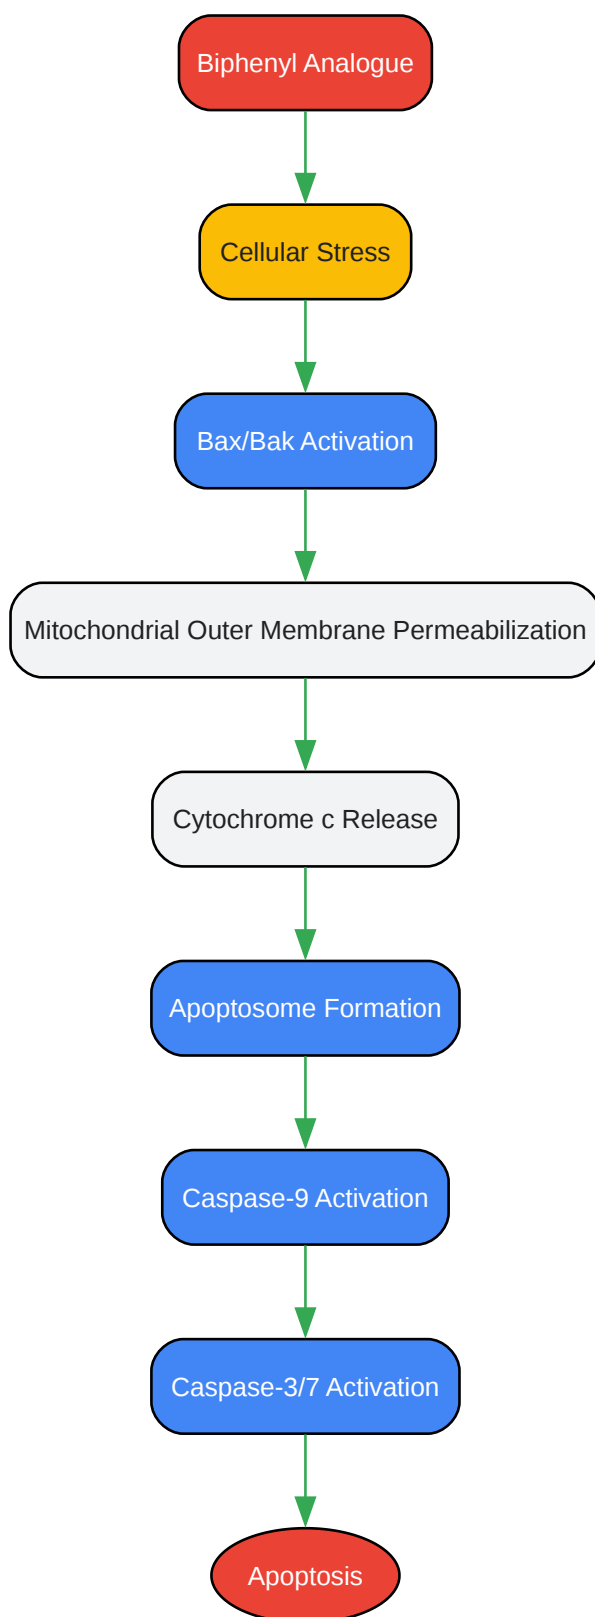 Biphenyl Analogue
Cellular Stress
Bax/Bak Activation
Mitochondrial Outer Membrane Permeabilization
Cytochrome c Release
Apoptosome Formation
Caspase-9 Activation
Caspase-3/7 Activation
Apoptosis